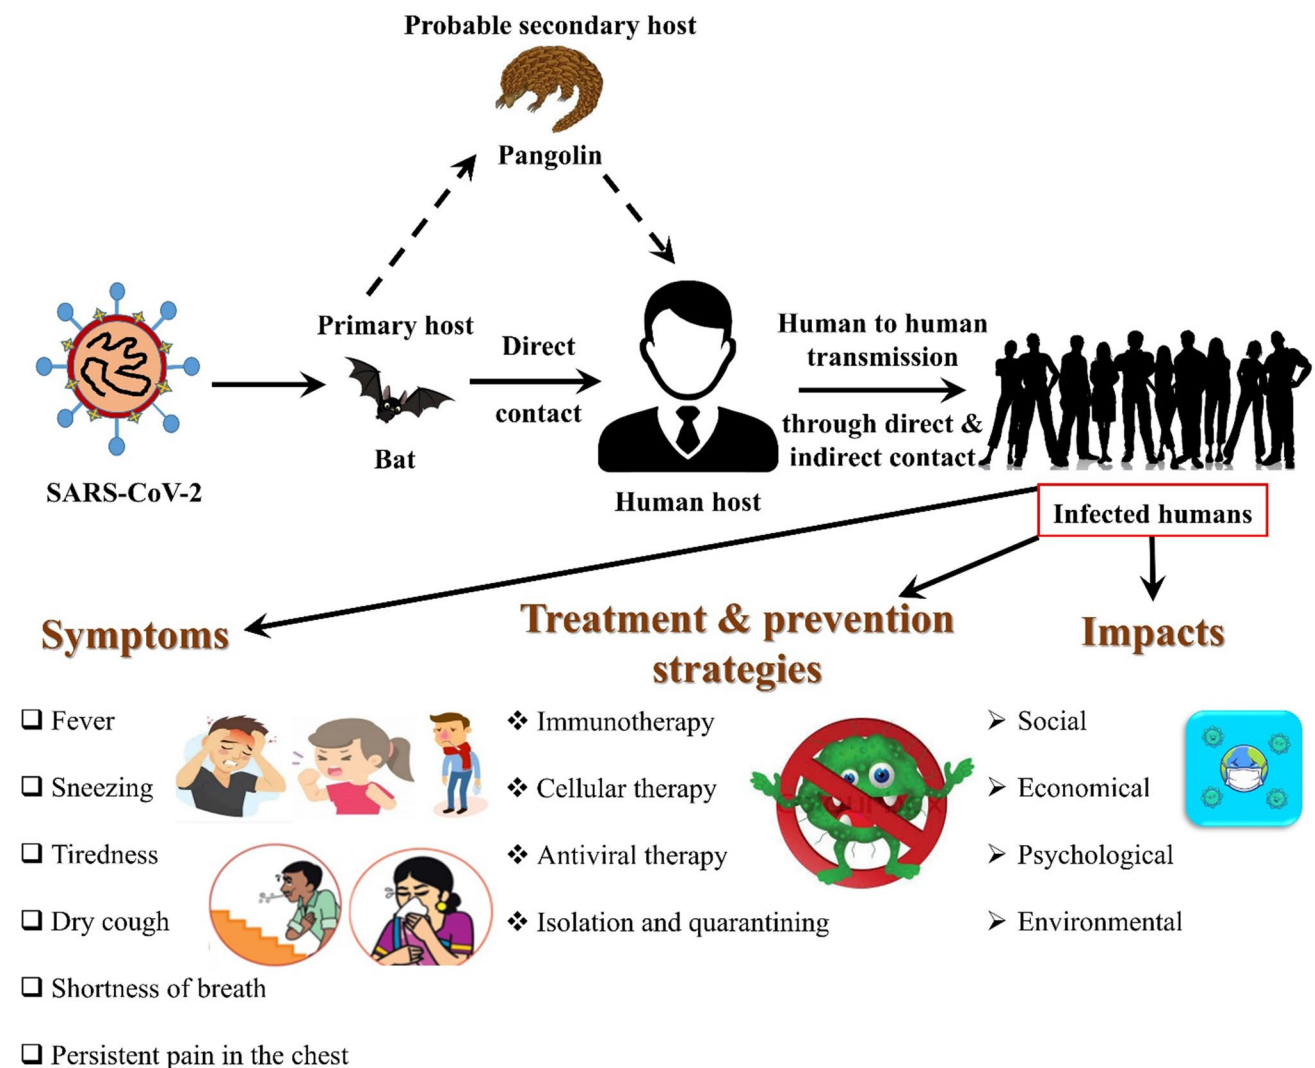 Probable secondary host
Pangolin
Primary host
Bat
SARS-CoV-2
Direct
contact
Human host
Human to human
transmission
through direct &
indirect contact
Infected humans
Symptoms
Fever
Sneezing
Tiredness
Dry cough
Shortness of breath
Persistent pain in the chest
Treatment & prevention
strategies
Immunotherapy
Cellular therapy
Antiviral therapy
Isolation and quarantining
Impacts
Social
Economical
Psychological
Environmental